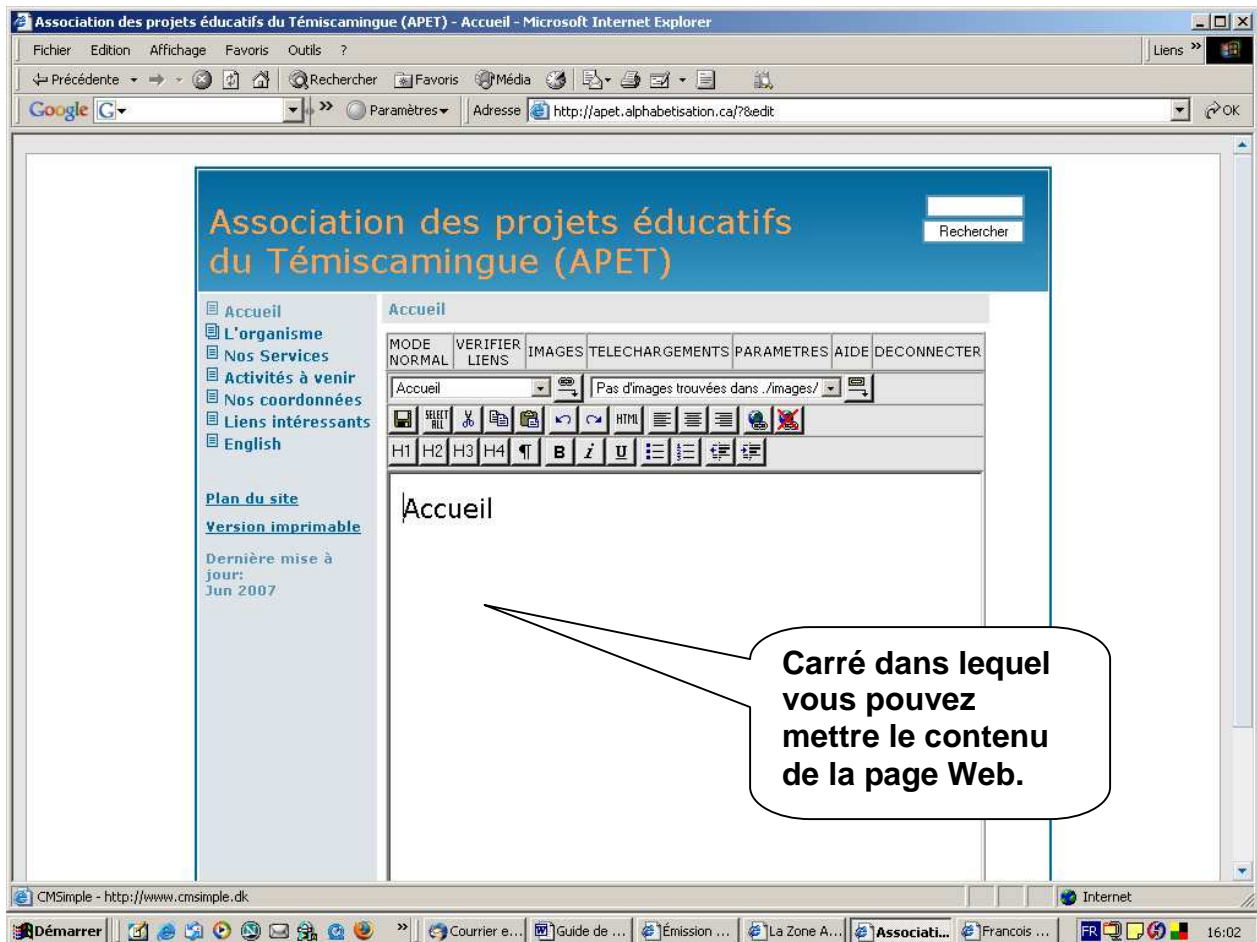 Association des projets éducatifs du Témiscamingue (APET) - Accueil - Microsoft Internet Explorer
Fichier Edition Affichage Favoris Outils ?
Liens »
Précédente Rechercher Favoris Média
Google G » Paramètres Adresse http://apet.alphabetisation.ca/?&edit OK
Association des projets éducatifs
du Témiscamingue (APET)
Rechercher
Accueil
L'organisme
Nos Services
Activités à venir
Nos coordonnées
Liens intéressants
English
Plan du site
Version imprimable
Dernière mise à
jour:
Jun 2007
Accueil
MODE NORMAL VERIFIER LIENS IMAGES TELECHARGEMENTS PARAMETRES AIDE DECONNECTER
Accueil Pas d'images trouvées dans ./images/
SELECT ALL HTML
H1 H2 H3 H4 ¶ B i U
Accueil
Carré dans lequel
vous pouvez
mettre le contenu
de la page Web.
CMSimple - http://www.cmsimple.dk Internet
Démarrer » Courrier e... Guide de ... Émission ... La Zone A... Associati... Francois ... FR 16:02